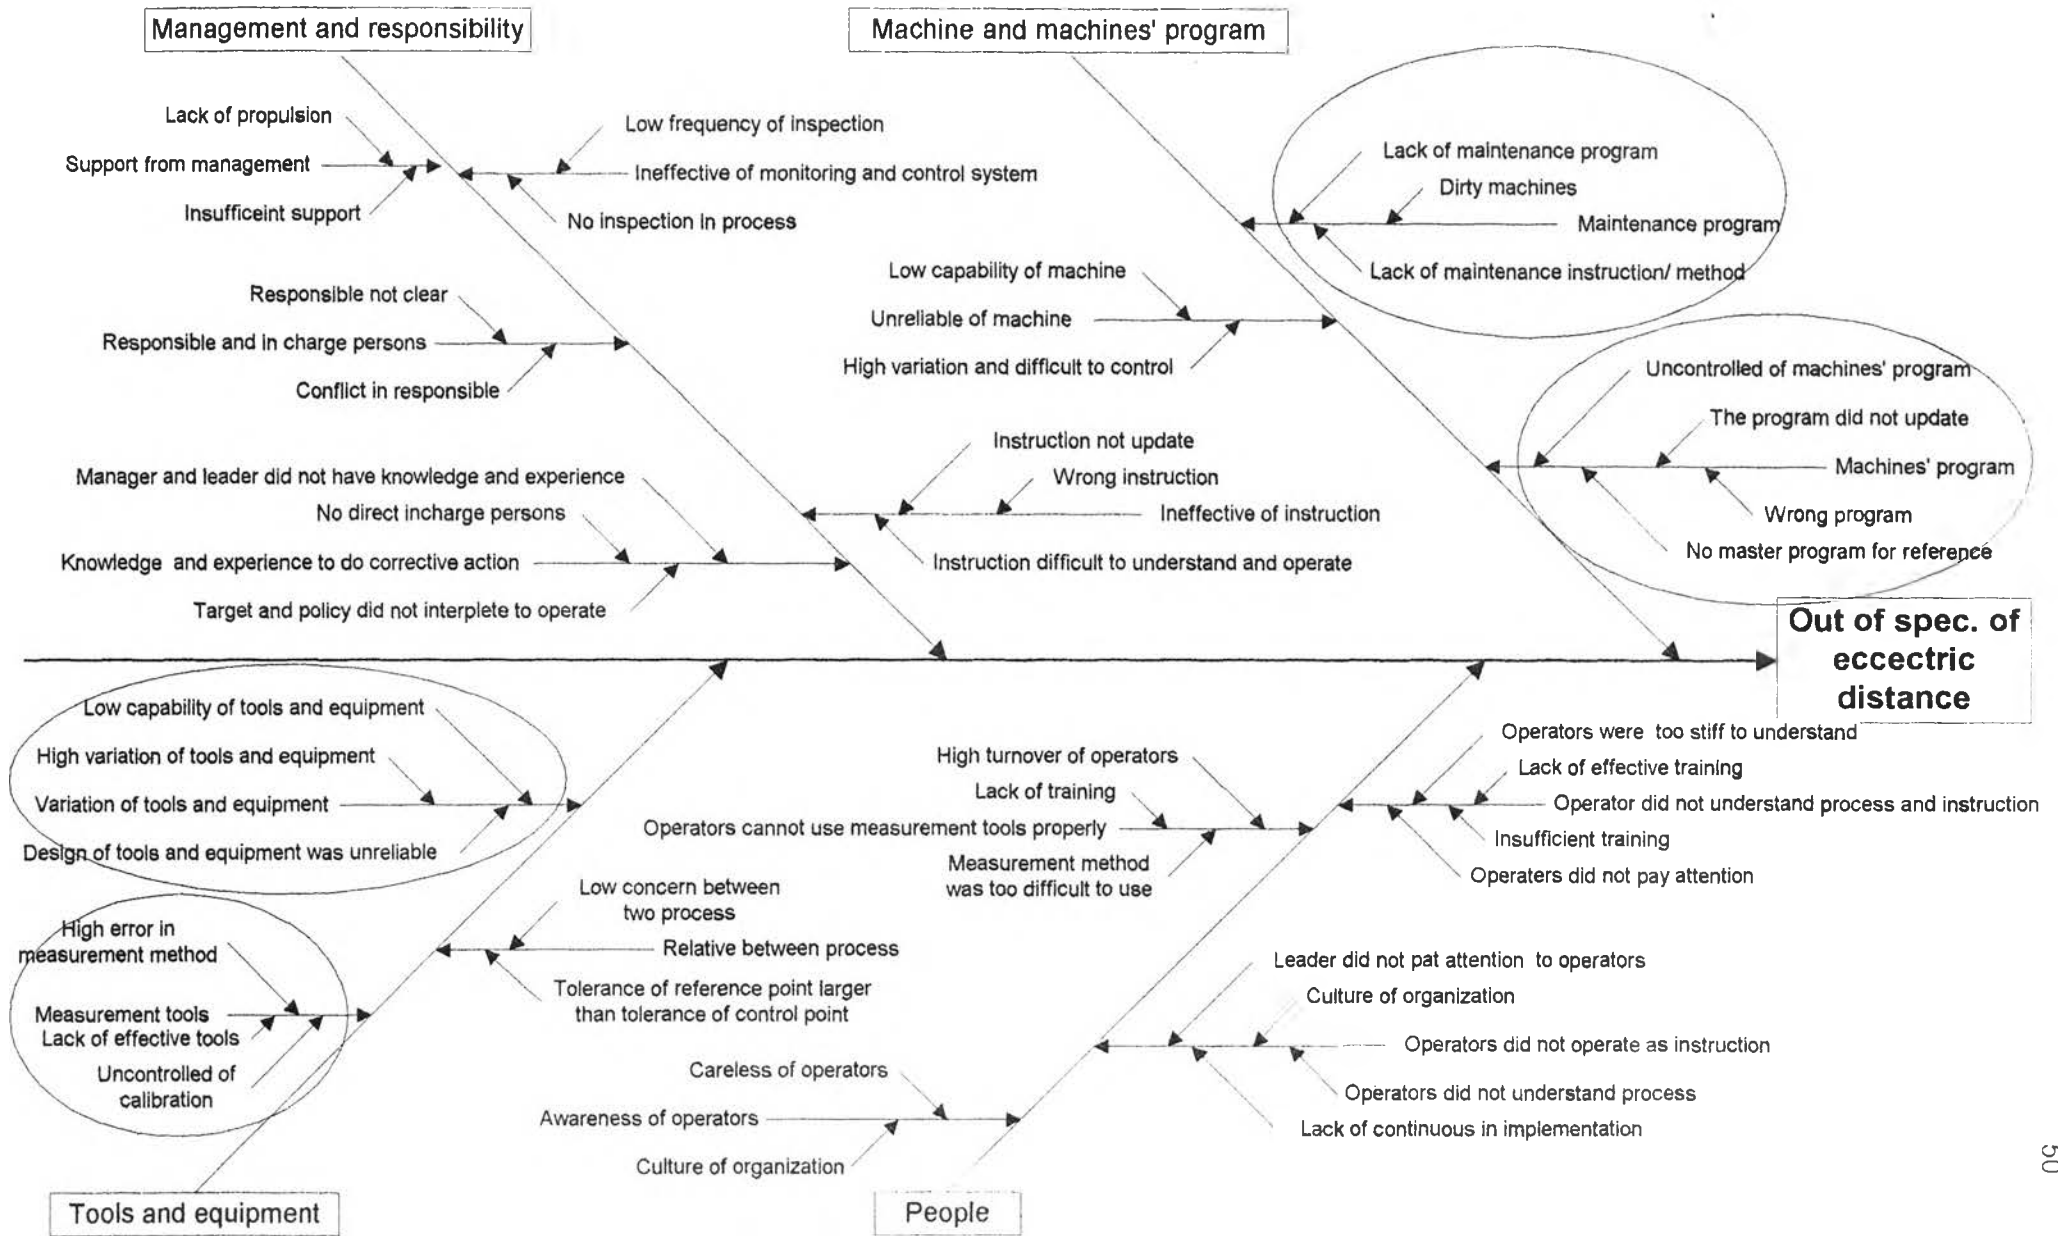 Management and responsibility
Machine and machines' program
Lack of propulsion
Support from management
Insufficeint support
Low frequency of inspection
Ineffective of monitoring and control system
No inspection in process
Responsible not clear
Responsible and in charge persons
Conflict in responsible
Manager and leader did not have knowledge and experience
No direct incharge persons
Knowledge and experience to do corrective action
Target and policy did not interplete to operate
Instruction not update
Wrong instruction
Ineffective of instruction
Instruction difficult to understand and operate
Lack of maintenance program
Dirty machines
Maintenance program
Lack of maintenance instruction/ method
Low capability of machine
Unreliable of machine
High variation and difficult to control
Uncontrolled of machines' program
The program did not update
Machines' program
Wrong program
No master program for reference
Out of spec. of
eccectric
distance
Low capability of tools and equipment
High variation of tools and equipment
Variation of tools and equipment
Design of tools and equipment was unreliable
High error in
measurement method
Measurement tools
Lack of effective tools
Uncontrolled of
calibration
Low concern between
two process
Relative between process
Tolerance of reference point larger
than tolerance of control point
High turnover of operators
Lack of training
Operators cannot use measurement tools properly
Measurement method
was too difficult to use
Operators were too stiff to understand
Lack of effective training
Operator did not understand process and instruction
Insufficient training
Operaters did not pay attention
Leader did not pat attention to operators
Culture of organization
Operators did not operate as instruction
Operators did not understand process
Lack of continuous in implementation
Careless of operators
Awareness of operators
Culture of organization
Tools and equipment
People
50